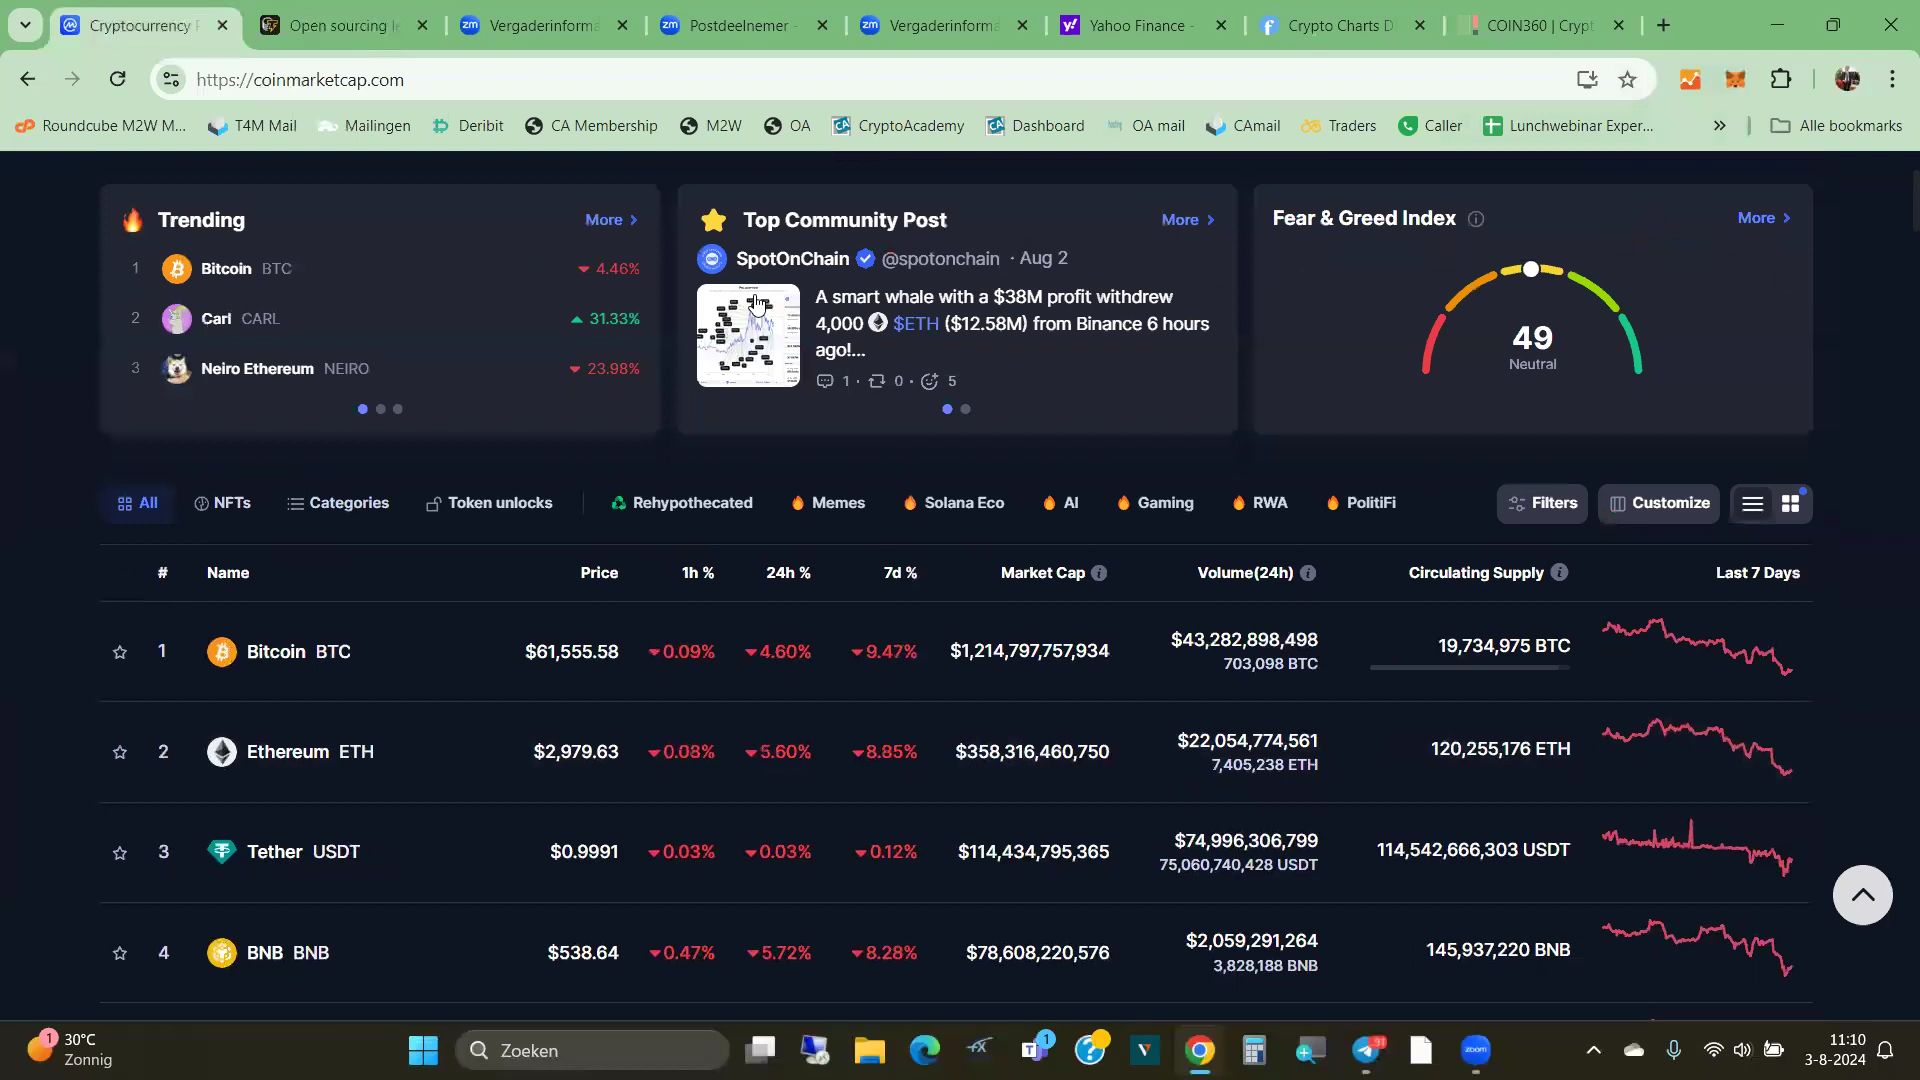 Cryptocurrency P
Open sourcing le
Vergaderinforma
Postdeelnemer -
Vergaderinforma
Yahoo Finance -
Crypto Charts D
COIN360 | Crypt
https://coinmarketcap.com
Roundcube M2W M...
T4M Mail
Mailingen
Deribit
CA Membership
M2W
OA
CryptoAcademy
Dashboard
OA mail
CAmail
Traders
Caller
Lunchwebinar Exper...
Alle bookmarks
Trending
More
1 Bitcoin BTC 4.46%
2 Carl CARL 31.33%
3 Neiro Ethereum NEIRO 23.98%
Top Community Post
More
SpotOnChain @spotonchain · Aug 2
A smart whale with a $38M profit withdrew
4,000 $ETH ($12.58M) from Binance 6 hours
ago!...
1 · 0 · 5
Fear & Greed Index
More
49
Neutral
All NFTs Categories Token unlocks Rehypothecated Memes Solana Eco AI Gaming RWA PolitiFi Filters Customize
# Name Price 1h % 24h % 7d % Market Cap Volume(24h) Circulating Supply Last 7 Days
1 Bitcoin BTC $61,555.58 0.09% 4.60% 9.47% $1,214,797,757,934 $43,282,898,498 19,734,975 BTC
703,098 BTC
2 Ethereum ETH $2,979.63 0.08% 5.60% 8.85% $358,316,460,750 $22,054,774,561 120,255,176 ETH
7,405,238 ETH
3 Tether USDT $0.9991 0.03% 0.03% 0.12% $114,434,795,365 $74,996,306,799 114,542,666,303 USDT
75,060,740,428 USDT
4 BNB BNB $538.64 0.47% 5.72% 8.28% $78,608,220,576 $2,059,291,264 145,937,220 BNB
3,828,188 BNB
30°C
Zonnig
Zoeken
11:10
3-8-2024